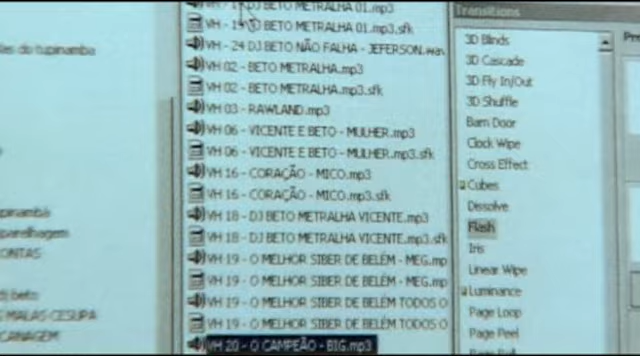 do tupinamba
tupinambá
CONTAS
dj beto
MALAS CESUPA
CANAGEM
DJ BETO METRALHA 01.mp3
VH - 19 DJ BETO METRALHA 01.mp3.sfk
VH - 24 DJ BETO NÃO FALHA - JEFERSON.wav
VH 02 - BETO METRALHA.mp3
VH 02 - BETO METRALHA.mp3.sfk
VH 03 - RAWLAND.mp3
VH 06 - VICENTE E BETO - MULHER.mp3
VH 06 - VICENTE E BETO - MULHER.mp3.sfk
VH 16 - CORAÇÃO - MICO.mp3
VH 16 - CORAÇÃO - MICO.mp3.sfk
VH 18 - DJ BETO METRALHA VICENTE.mp3
VH 18 - DJ BETO METRALHA VICENTE.mp3.sfk
VH 19 - O MELHOR SIBER DE BELÉM - MEG.mp
VH 19 - O MELHOR SIBER DE BELÉM - MEG.mp
VH 19 - O MELHOR SIBER DE BELÉM TODOS O
VH 19 - O MELHOR SIBER DE BELÉM TODOS O
VH 20 - O CAMPEÃO - BIG.mp3
Transitions
3D Blinds
3D Cascade
3D Fly In/Out
3D Shuffle
Barn Door
Clock Wipe
Cross Effect
Cubes
Dissolve
Flash
Iris
Linear Wipe
Luminance
Page Loop
Page Peel
Pre